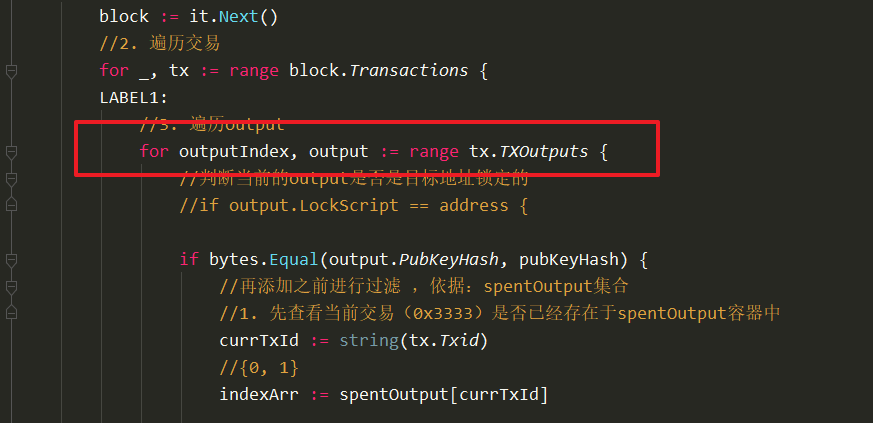 block := it.Next()
//2. 遍历交易
for _, tx := range block.Transactions {
LABEL1:
//3. 遍历output
for outputIndex, output := range tx.TXOutputs {
//判断当前的output是否是目标地址锁定的
//if output.LockScript == address {
if bytes.Equal(output.PubKeyHash, pubKeyHash) {
//再添加之前进行过滤 ，依据：spentOutput集合
//1. 先查看当前交易（0x3333）是否已经存在于spentOutput容器中
currTxId := string(tx.Txid)
//{0, 1}
indexArr := spentOutput[currTxId]